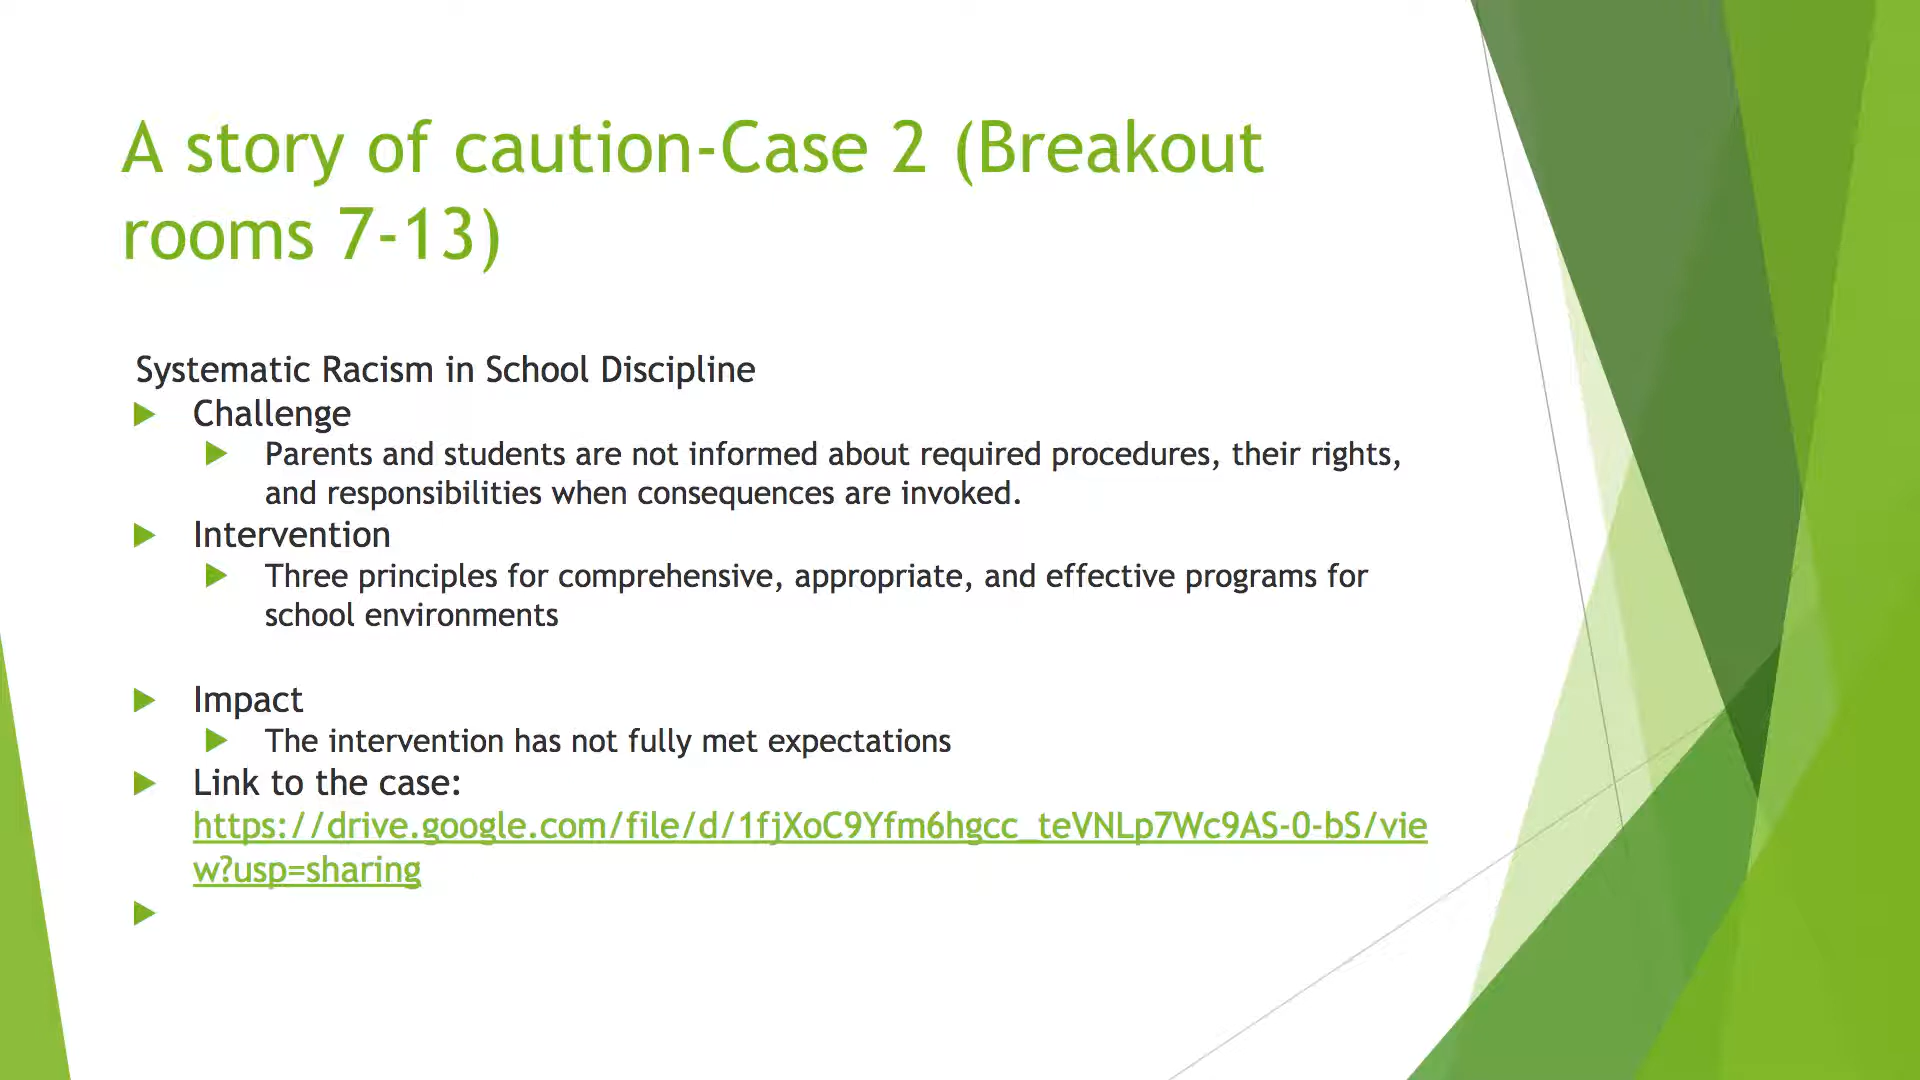 A story of caution-Case 2 (Breakout
rooms 7-13)
Systematic Racism in School Discipline
Challenge
Parents and students are not informed about required procedures, their rights,
and responsibilities when consequences are invoked.
Intervention
Three principles for comprehensive, appropriate, and effective programs for
school environments
Impact
The intervention has not fully met expectations
Link to the case:
https://drive.google.com/file/d/1fjXoC9Yfm6hgcc_teVNLp7Wc9AS-0-bS/vie
w?usp=sharing